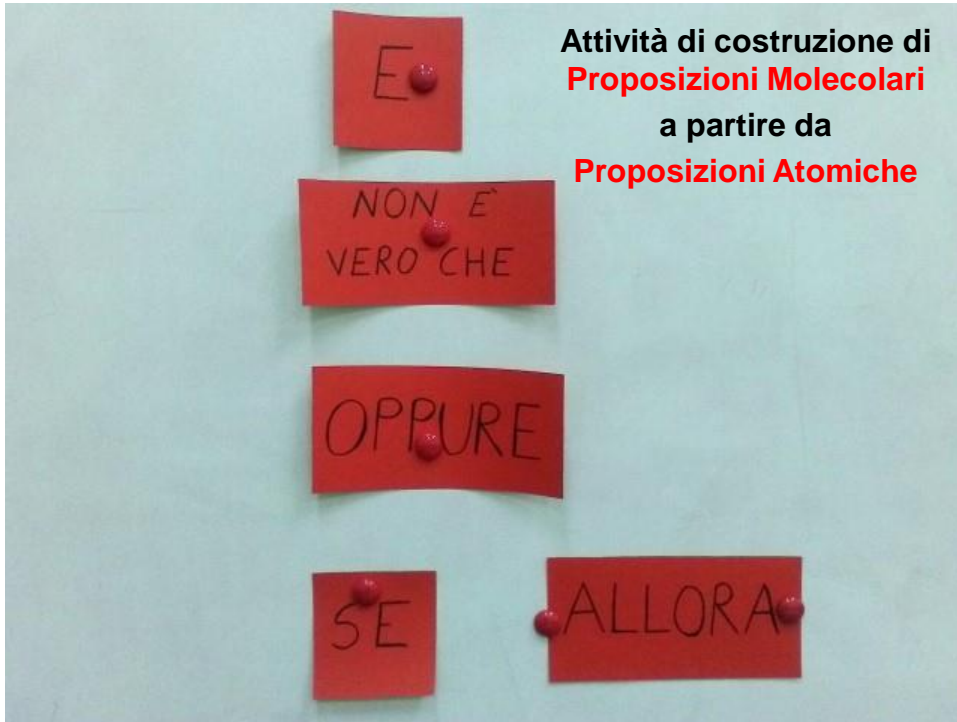 Attività di costruzione di
Proposizioni Molecolari
a partire da
Proposizioni Atomiche
E
NON È
VERO CHE
OPPURE
SE ALLORA